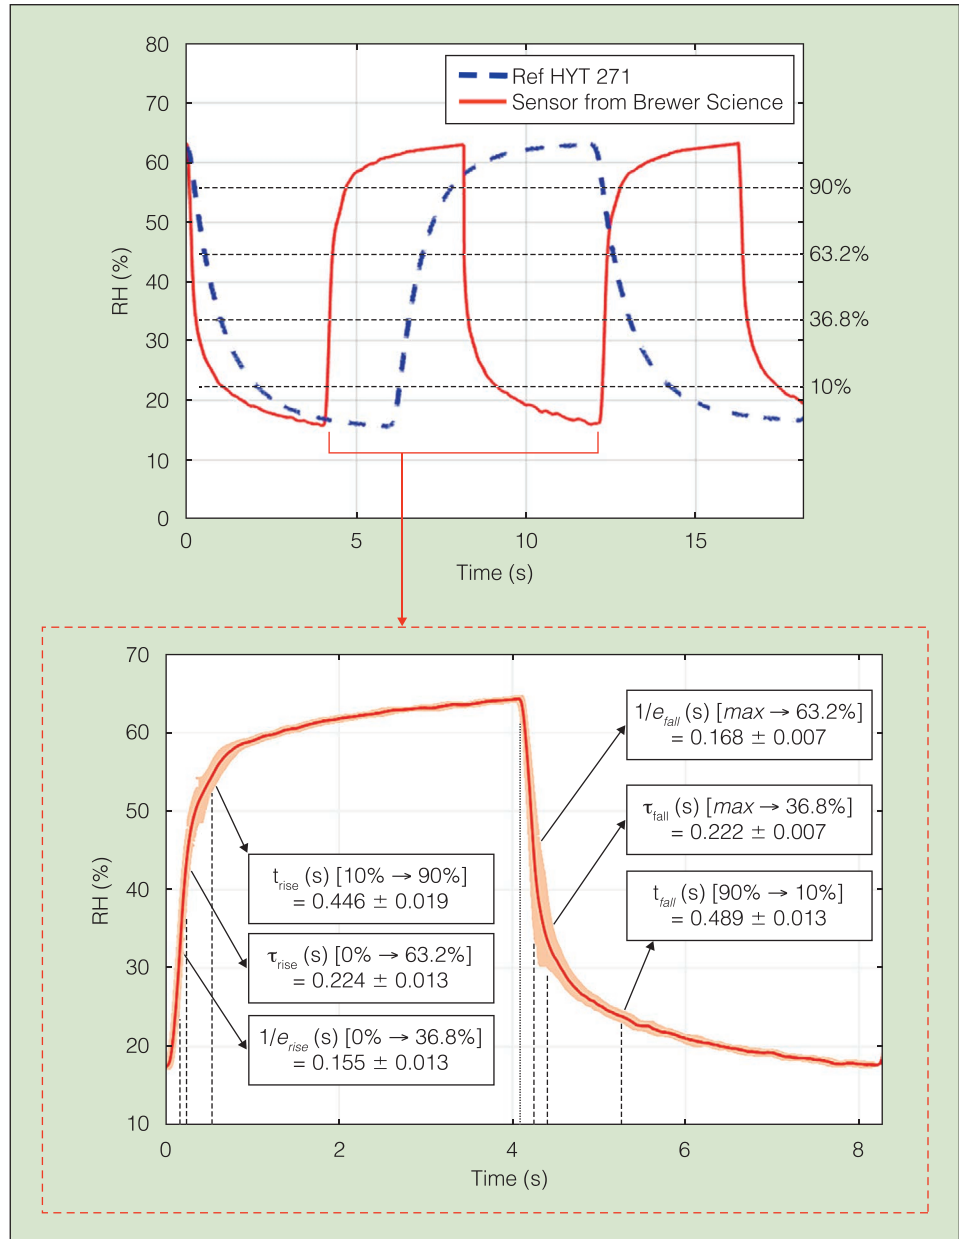 80
70
60
50
40
30
20
10
0
RH (%)
Ref HYT 271
Sensor from Brewer Science
90%
63.2%
36.8%
10%
0
5
10
15
Time (s)
70
60
50
40
30
20
10
RH (%)
1/e_fall (s) [max → 63.2%]
= 0.168 ± 0.007
τ_fall (s) [max → 36.8%]
= 0.222 ± 0.007
t_fall (s) [90% → 10%]
= 0.489 ± 0.013
t_rise (s) [10% → 90%]
= 0.446 ± 0.019
τ_rise (s) [0% → 63.2%]
= 0.224 ± 0.013
1/e_rise (s) [0% → 36.8%]
= 0.155 ± 0.013
0
2
4
6
8
Time (s)